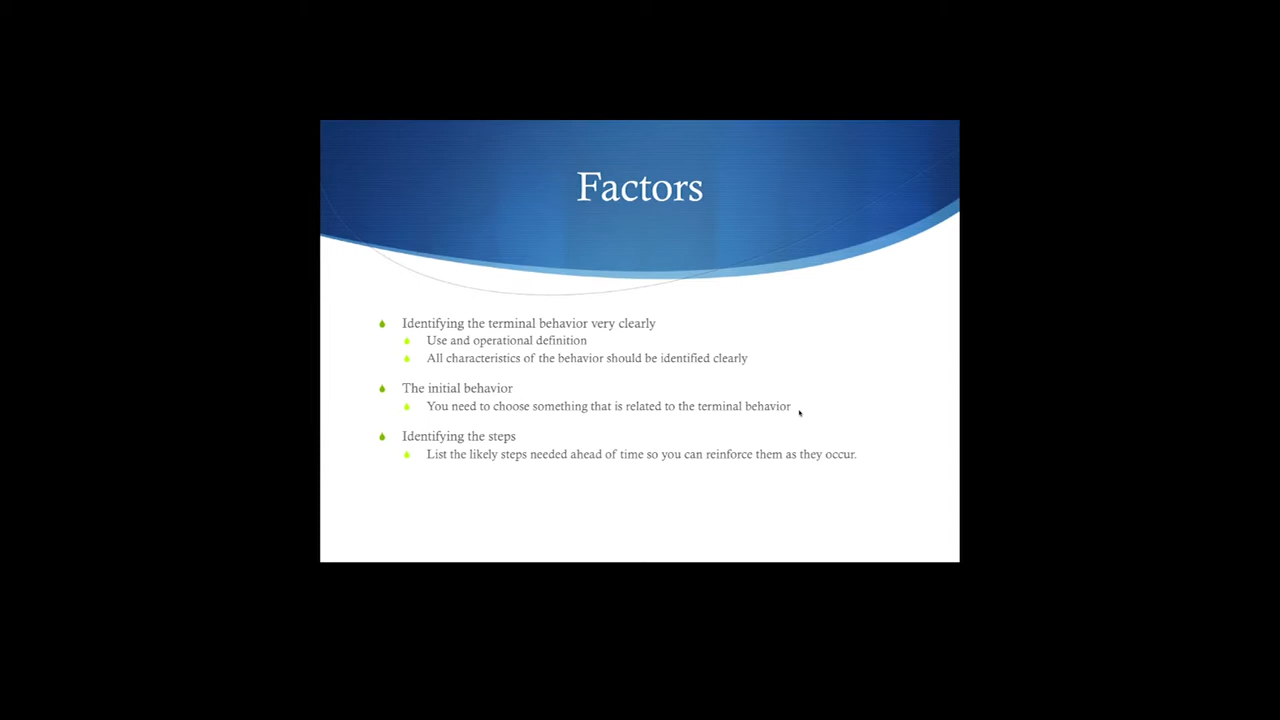 Factors
Identifying the terminal behavior very clearly
Use and operational definition
All characteristics of the behavior should be identified clearly
The initial behavior
You need to choose something that is related to the terminal behavior
Identifying the steps
List the likely steps needed ahead of time so you can reinforce them as they occur.